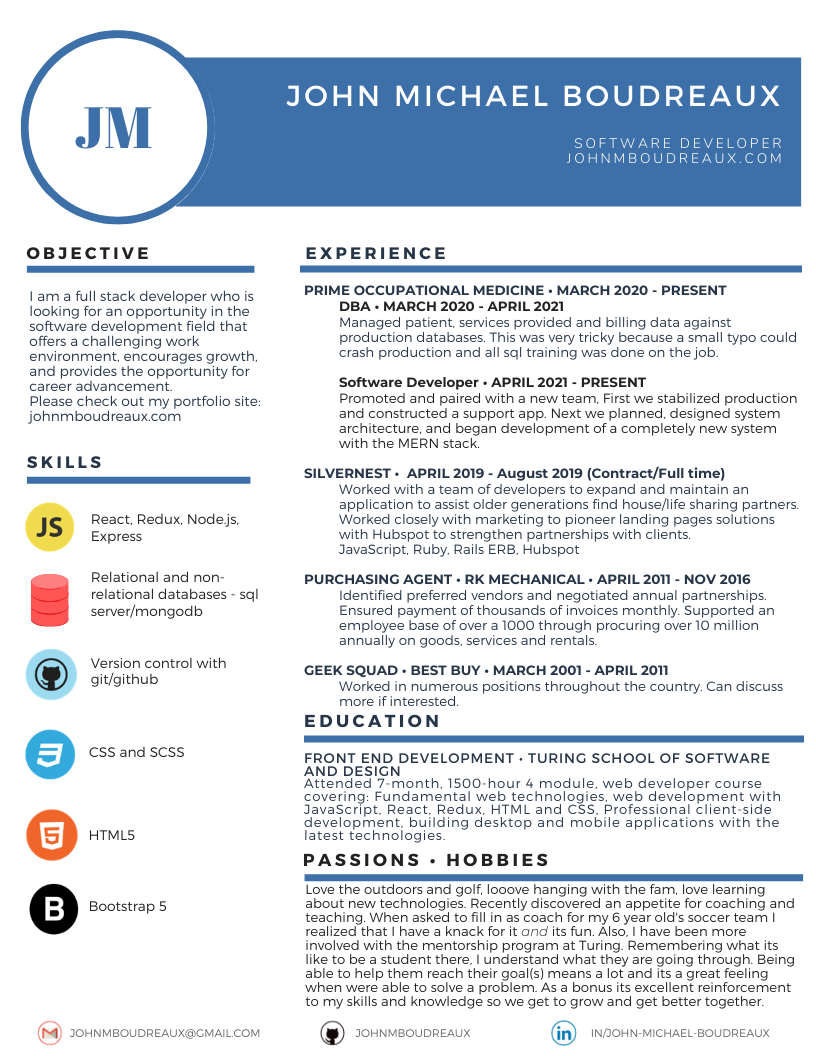 JM
JOHN MICHAEL BOUDREAUX
SOFTWARE DEVELOPER
JOHNMBOUDREAUX.COM
OBJECTIVE
I am a full stack developer who is
looking for an opportunity in the
software development field that
offers a challenging work
environment, encourages growth,
and provides the opportunity for
career advancement.
Please check out my portfolio site:
johnmboudreaux.com
SKILLS
JS
React, Redux, Node.js,
Express
Relational and non-
relational databases - sql
server/mongodb
Version control with
git/github
3
CSS and SCSS
5
HTML5
B
Bootstrap 5
EXPERIENCE
PRIME OCCUPATIONAL MEDICINE • MARCH 2020 - PRESENT
DBA • MARCH 2020 - APRIL 2021
Managed patient, services provided and billing data against
production databases. This was very tricky because a small typo could
crash production and all sql training was done on the job.
Software Developer • APRIL 2021 - PRESENT
Promoted and paired with a new team, First we stabilized production
and constructed a support app. Next we planned, designed system
architecture, and began development of a completely new system
with the MERN stack.
SILVERNEST •  APRIL 2019 - August 2019 (Contract/Full time)
Worked with a team of developers to expand and maintain an
application to assist older generations find house/life sharing partners.
Worked closely with marketing to pioneer landing pages solutions
with Hubspot to strengthen partnerships with clients.
JavaScript, Ruby, Rails ERB, Hubspot
PURCHASING AGENT • RK MECHANICAL • APRIL 2011 - NOV 2016
Identified preferred vendors and negotiated annual partnerships.
Ensured payment of thousands of invoices monthly. Supported an
employee base of over a 1000 through procuring over 10 million
annually on goods, services and rentals.
GEEK SQUAD • BEST BUY • MARCH 2001 - APRIL 2011
Worked in numerous positions throughout the country. Can discuss
more if interested.
EDUCATION
FRONT END DEVELOPMENT • TURING SCHOOL OF SOFTWARE
AND DESIGN
Attended 7-month, 1500-hour 4 module, web developer course
covering: Fundamental web technologies, web development with
JavaScript, React, Redux, HTML and CSS, Professional client-side
development, building desktop and mobile applications with the
latest technologies.
PASSIONS • HOBBIES
Love the outdoors and golf, looove hanging with the fam, love learning
about new technologies. Recently discovered an appetite for coaching and
teaching. When asked to fill in as coach for my 6 year old's soccer team I
realized that I have a knack for it and its fun. Also, I have been more
involved with the mentorship program at Turing. Remembering what its
like to be a student there, I understand what they are going through. Being
able to help them reach their goal(s) means a lot and its a great feeling
when were able to solve a problem. As a bonus its excellent reinforcement
to my skills and knowledge so we get to grow and get better together.
JOHNMBOUDREAUX@GMAIL.COM
JOHNMBOUDREAUX
in
IN/JOHN-MICHAEL-BOUDREAUX